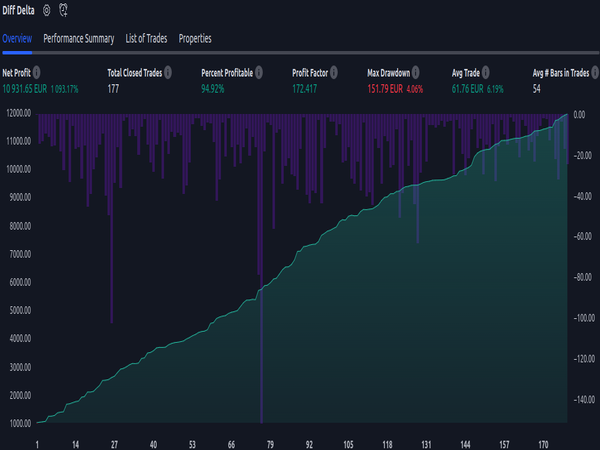 Diff Delta
Overview Performance Summary List of Trades Properties
Net Profit Total Closed Trades Percent Profitable Profit Factor Max Drawdown Avg Trade Avg # Bars in Trades
10 931.65 EUR 1 093.17% 177 94.92% 172.417 151.79 EUR 4.06% 61.76 EUR 6.19% 54
12000.00 0.00
11000.00
10000.00 −20.00
9000.00 −40.00
8000.00
7000.00 −60.00
6000.00 −80.00
5000.00 −100.00
4000.00
3000.00 −120.00
2000.00 −140.00
1000.00
1 14 27 40 53 66 79 92 105 118 131 144 157 170